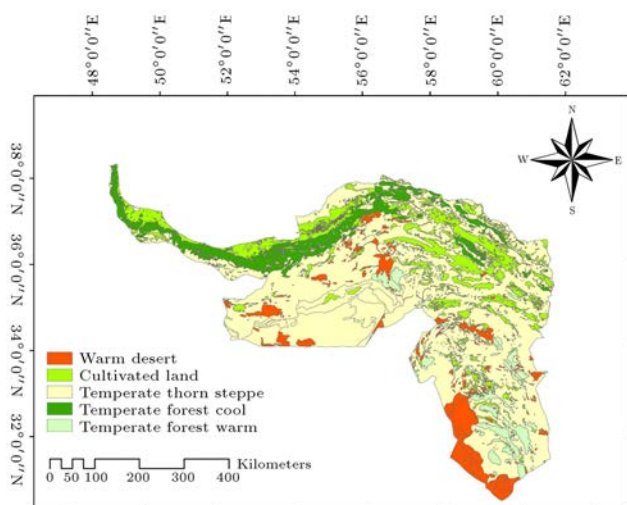 48°0′0″E 50°0′0″E 52°0′0″E 54°0′0″E 56°0′0″E 58°0′0″E 60°0′0″E 62°0′0″E
N
W E
S
38°0′0″N
36°0′0″N
34°0′0″N
32°0′0″N
Warm desert
Cultivated land
Temperate thorn steppe
Temperate forest cool
Temperate forest warm
Kilometers
0 50 100 200 300 400